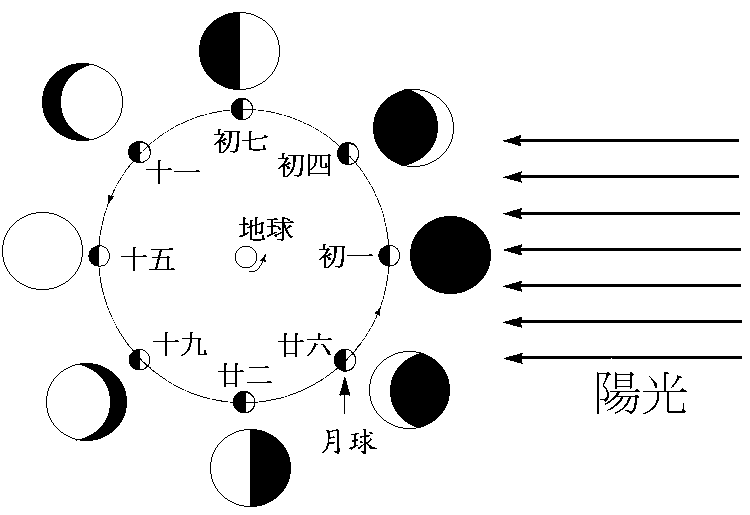 初七
初四
十一
地球
初一
十五
十九
廿六
廿二
陽光
月球